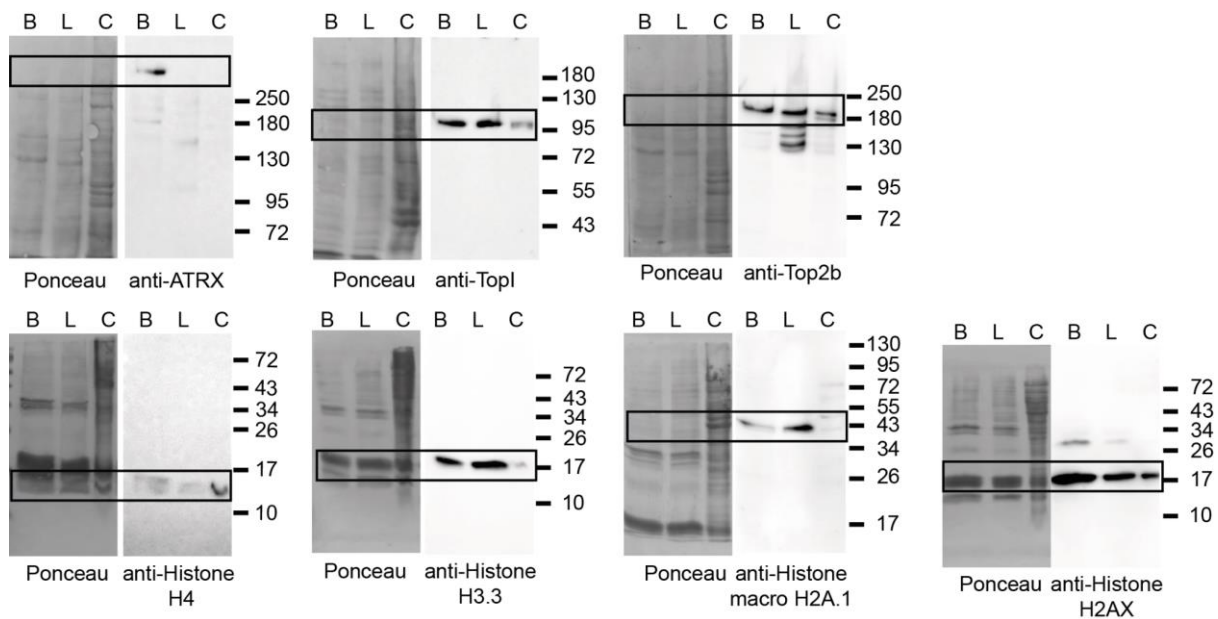 B L C B L C
250
180
130
95
72
Ponceau anti-ATRX
B L C B L C
180
130
95
72
55
43
Ponceau anti-TopI
B L C B L C
250
180
130
95
72
Ponceau anti-Top2b
B L C B L C
72
43
34
26
17
10
Ponceau anti-Histone
H4
B L C B L C
72
43
34
26
17
10
Ponceau anti-Histone
H3.3
B L C B L C
130
95
72
55
43
34
26
17
Ponceau anti-Histone
macro H2A.1
B L C B L C
72
43
34
26
17
10
Ponceau anti-Histone
H2AX